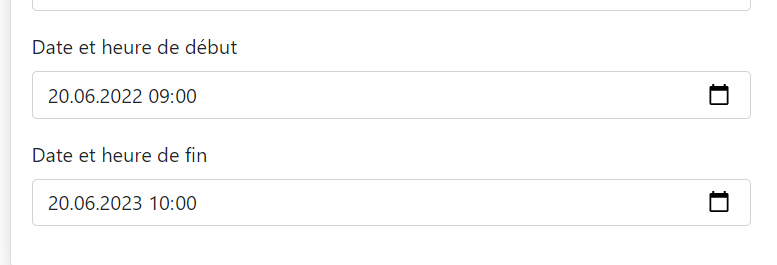 Date et heure de début
20.06.2022 09:00
Date et heure de fin
20.06.2023 10:00